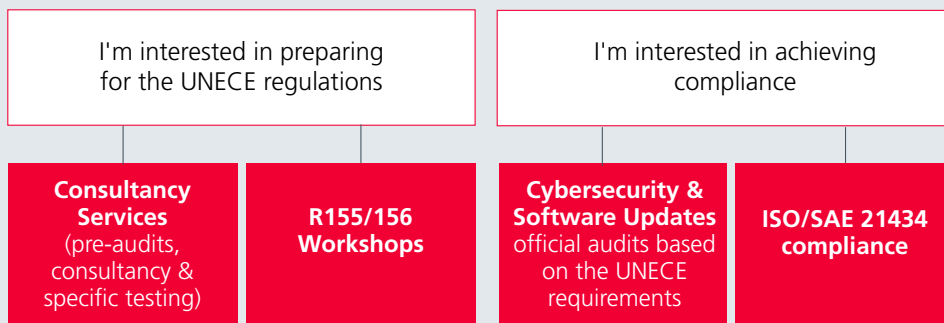 I'm interested in preparing
for the UNECE regulations
I'm interested in achieving
compliance
Consultancy
Services
(pre-audits,
consultancy &
specific testing)
R155/156
Workshops
Cybersecurity &
Software Updates
official audits based
on the UNECE
requirements
ISO/SAE 21434
compliance